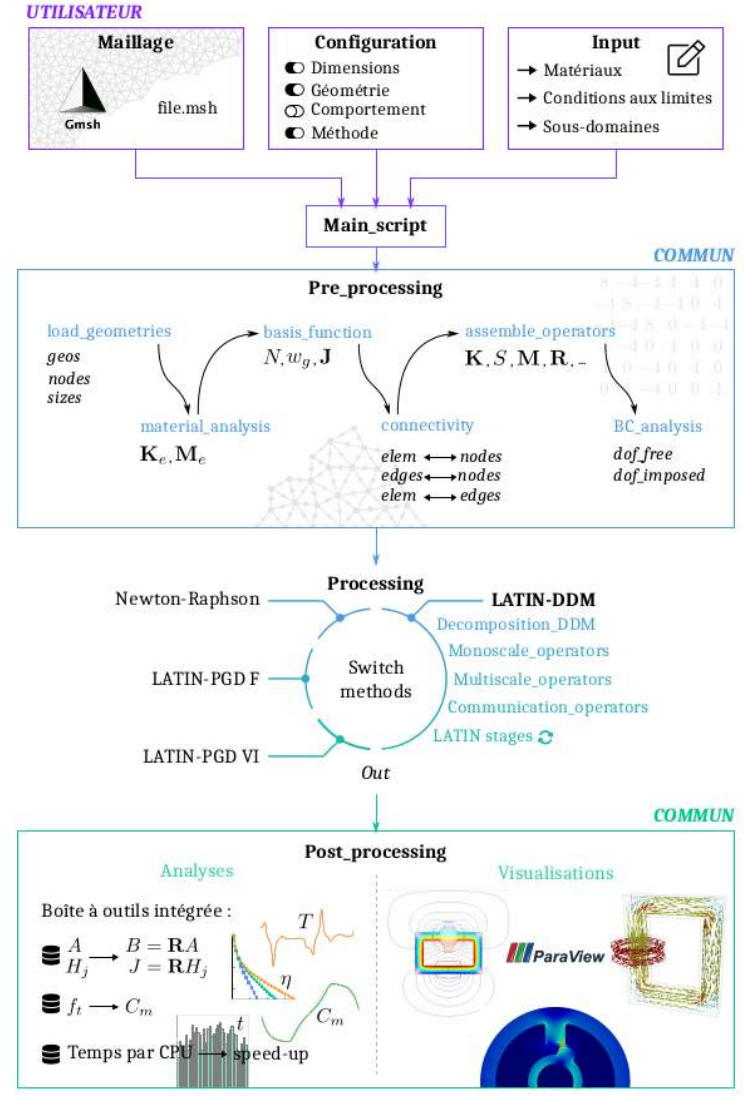 UTILISATEUR
Maillage
Gmsh
file.msh
Configuration
Dimensions
Géométrie
Comportement
Méthode
Input
Matériaux
Conditions aux limites
Sous-domaines
Main_script
COMMUN
Pre_processing
load_geometries
geos
nodes
sizes
material_analysis
K_e, M_e
basis_function
N, w_g, J
connectivity
elem ⟷ nodes
edges ⟷ nodes
elem ⟷ edges
assemble_operators
K, S, M, R, ..
BC_analysis
dof_free
dof_imposed
Processing
Newton-Raphson
LATIN-PGD F
LATIN-PGD VI
Switch
methods
LATIN-DDM
Decomposition_DDM
Monoscale_operators
Multiscale_operators
Communication_operators
LATIN stages
Out
COMMUN
Post_processing
Analyses
Boîte à outils intégrée :
A → B = RA
H_j J = RH_j
f_t → C_m
Temps par CPU → speed-up
T
η
C_m
t
Visualisations
ParaView